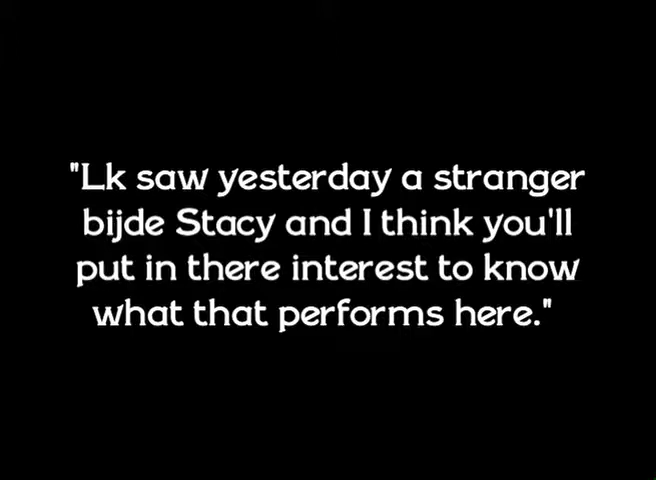 "Lk saw yesterday a stranger
bijde Stacy and I think you'll
put in there interest to know
what that performs here."